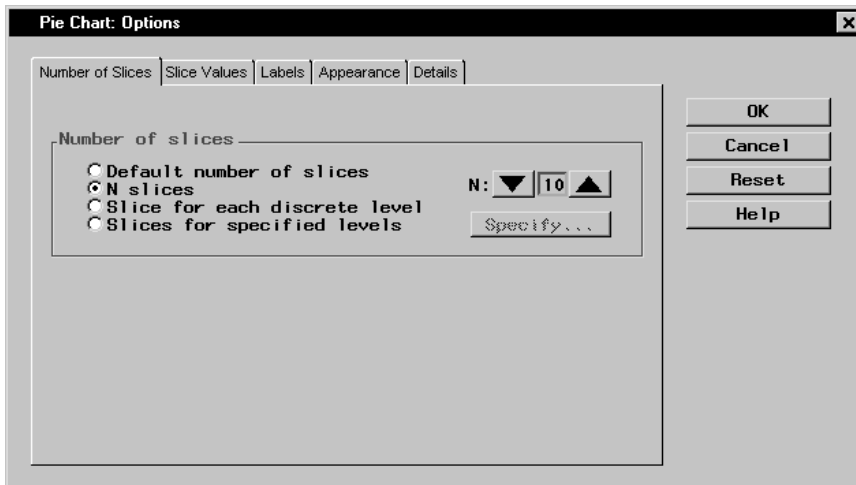 Pie Chart: Options
Number of Slices Slice Values Labels Appearance Details
Number of slices
Default number of slices
N slices
Slice for each discrete level
Slices for specified levels
N: 10
Specify...
OK
Cancel
Reset
Help